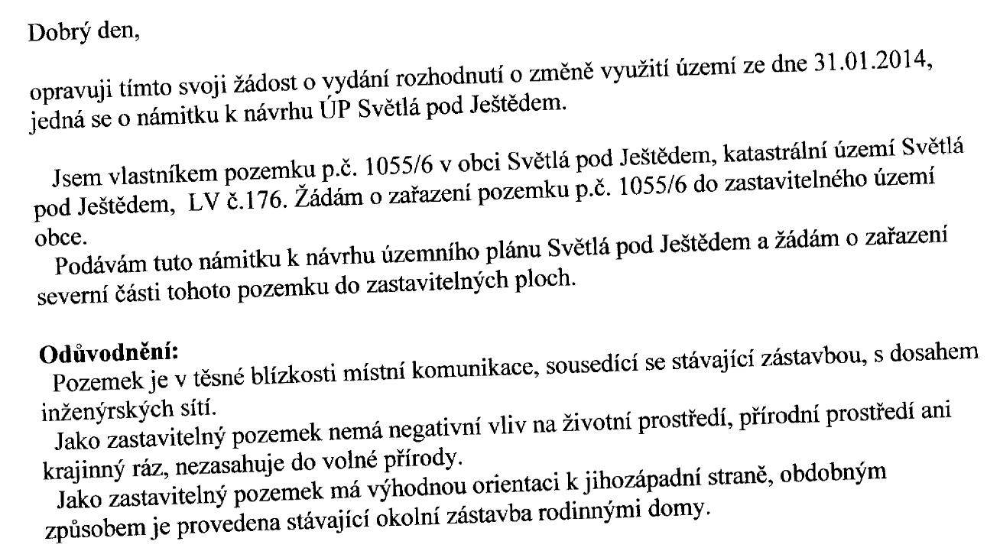 Dobrý den,
opravuji tímto svoji žádost o vydání rozhodnutí o změně využití území ze dne 31.01.2014,
jedná se o námitku k návrhu ÚP Světlá pod Ještědem.
Jsem vlastníkem pozemku p.č. 1055/6 v obci Světlá pod Ještědem, katastrální území Světlá
pod Ještědem, LV č.176. Žádám o zařazení pozemku p.č. 1055/6 do zastavitelného území
obce.
Podávám tuto námitku k návrhu územního plánu Světlá pod Ještědem a žádám o zařazení
severní části tohoto pozemku do zastavitelných ploch.
Odůvodnění:
Pozemek je v těsné blízkosti místní komunikace, sousedící se stávající zástavbou, s dosahem
inženýrských sítí.
Jako zastavitelný pozemek nemá negativní vliv na životní prostředí, přírodní prostředí ani
krajinný ráz, nezasahuje do volné přírody.
Jako zastavitelný pozemek má výhodnou orientaci k jihozápadní straně, obdobným
způsobem je provedena stávající okolní zástavba rodinnými domy.